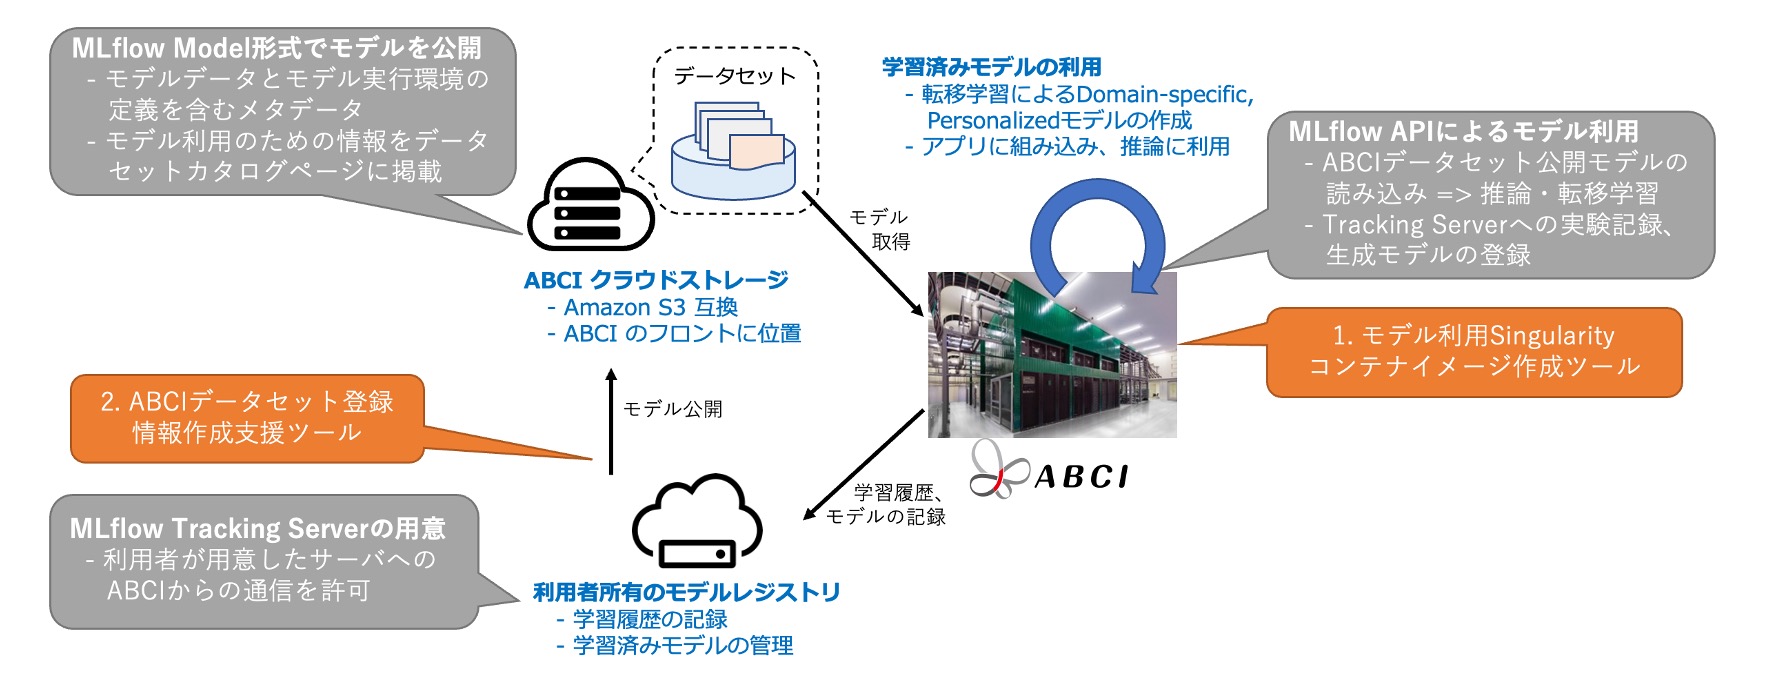 MLflow Model形式でモデルを公開
- モデルデータとモデル実行環境の
定義を含むメタデータ
- モデル利用のための情報をデータ
セットカタログページに掲載
データセット
学習済みモデルの利用
- 転移学習によるDomain-specific,
Personalizedモデルの作成
- アプリに組み込み、推論に利用
MLflow APIによるモデル利用
- ABCIデータセット公開モデルの
読み込み => 推論・転移学習
- Tracking Serverへの実験記録、
生成モデルの登録
モデル
取得
ABCI クラウドストレージ
- Amazon S3 互換
- ABCI のフロントに位置
1. モデル利用Singularity
コンテナイメージ作成ツール
2. ABCIデータセット登録
情報作成支援ツール
モデル公開
ABCI
学習履歴、
モデルの記録
MLflow Tracking Serverの用意
- 利用者が用意したサーバへの
ABCIからの通信を許可
利用者所有のモデルレジストリ
- 学習履歴の記録
- 学習済みモデルの管理